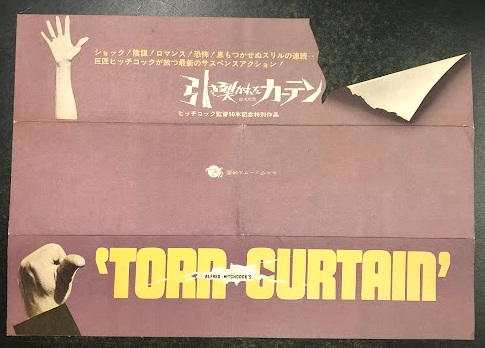 ショック!陰謀!ロマンス!恐怖!息もつかせぬスリルの連続‥
巨匠ヒッチコックが放つ最新のサスペンスアクション!
引き裂かれたカーテン
ヒッチコック監督50本記念特別作品
ALFRED HITCHCOCK'S
'TORN CURTAIN'